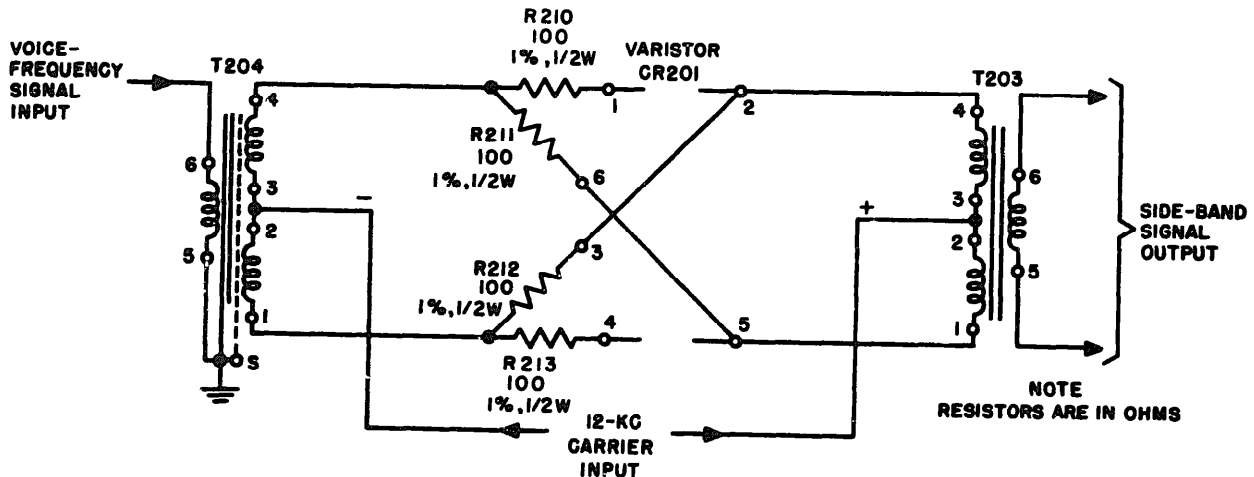 VOICE-
FREQUENCY
SIGNAL
INPUT
T204
4
6
3
2
5
1
S
R210
100
1%,1/2W
1
VARISTOR
CR201
2
R211
100
1%,1/2W
6
3
R212
100
1%,1/2W
4
5
R213
100
1%,1/2W
-
+
12-KC
CARRIER
INPUT
T203
4
3
6
2
5
1
SIDE-BAND
SIGNAL
OUTPUT
NOTE
RESISTORS ARE IN OHMS